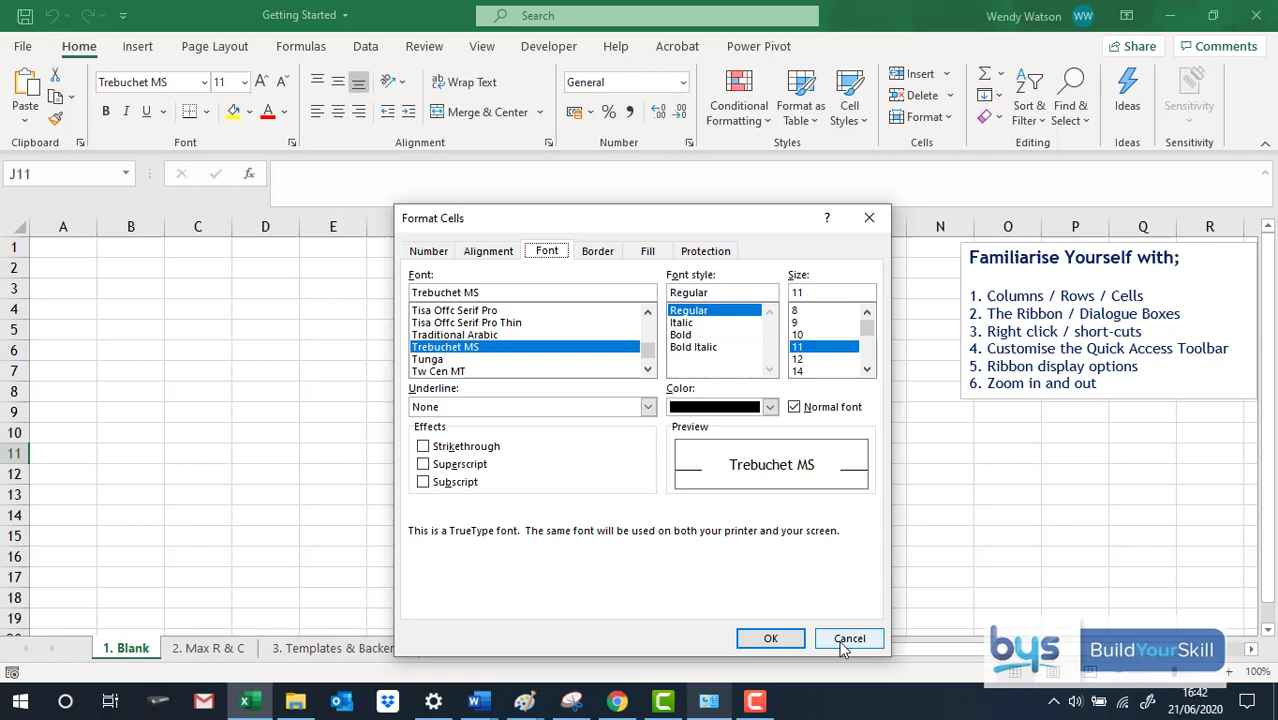 Getting Started
Search
Wendy Watson WW
File Home Insert Page Layout Formulas Data Review View Developer Help Acrobat Power Pivot Share Comments
Trebuchet MS 11 A A ab Wrap Text General Insert
Paste Conditional Formatting Format as Table Cell Styles Delete Sort & Filter Find & Select Ideas Sensitivity
B I U A Merge & Center % Format
Clipboard Font Alignment Number Styles Cells Editing Ideas Sensitivity
J11 fx
Format Cells ?
A B C D E N O P Q R
Number Alignment Font Border Fill Protection
Font: Font style: Size:
Trebuchet MS Regular 11
Tisa Offc Serif Pro Regular 8
Tisa Offc Serif Pro Thin Italic 9
Traditional Arabic Bold 10
Trebuchet MS Bold Italic 11
Tunga 12
Tw Cen MT 14
Underline: Color:
None Normal font
Effects Preview
Strikethrough
Superscript Trebuchet MS
Subscript
This is a TrueType font. The same font will be used on both your printer and your screen.
OK Cancel
Familiarise Yourself with;
1. Columns / Rows / Cells
2. The Ribbon / Dialogue Boxes
3. Right click / short-cuts
4. Customise the Quick Access Toolbar
5. Ribbon display options
6. Zoom in and out
1
2
3
4
5
6
7
8
9
10
11
12
13
14
15
16
17
18
19
1. Blank 2. Max R & C 3. Templates & Backer
bys BuildYourSkill
100%
16:42
21/06/2020